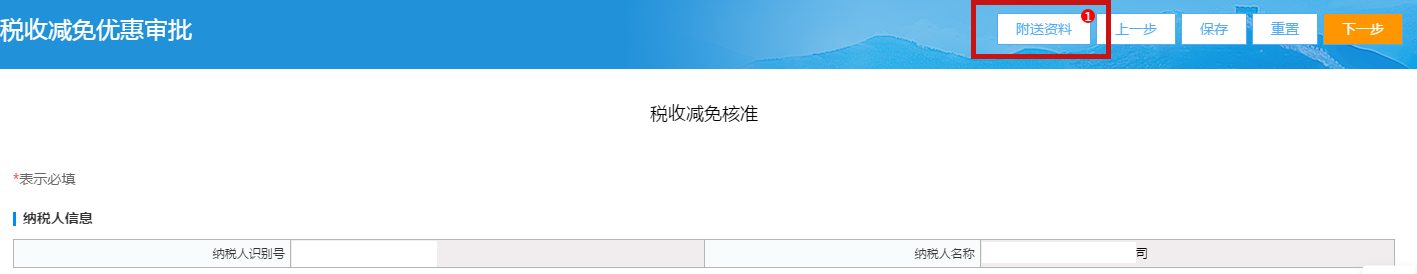 税收减免优惠审批 附送资料 1 上一步 保存 重置 下一步
税收减免核准
*表示必填
纳税人信息
纳税人识别号 纳税人名称 司